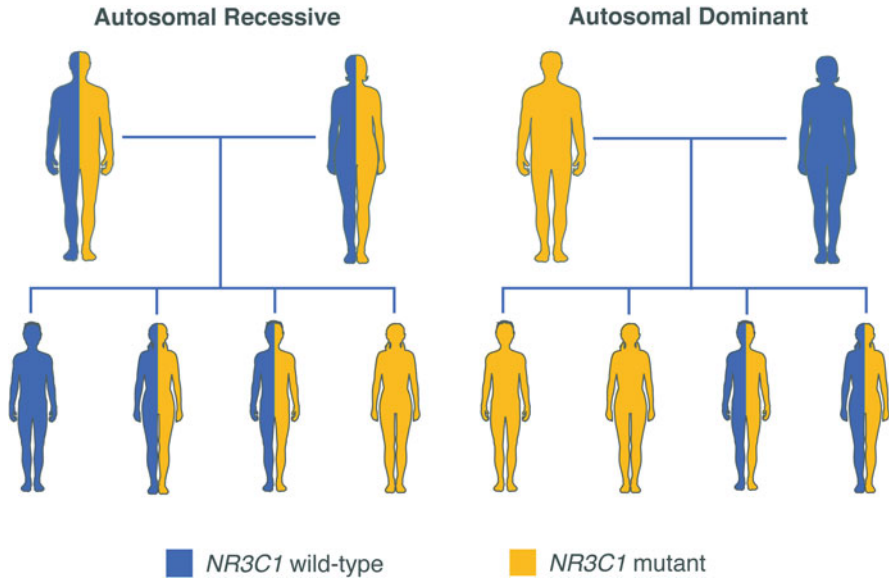 Autosomal Recessive
Autosomal Dominant
NR3C1 wild-type
NR3C1 mutant